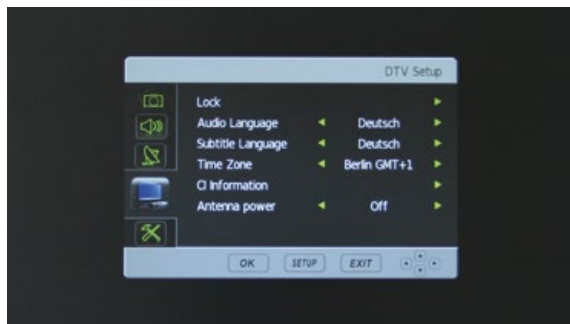 DTV Setup
Lock
Audio Language Deutsch
Subtitle Language Deutsch
Time Zone Berlin GMT+1
CI Information
Antenna power Off
OK SETUP EXIT